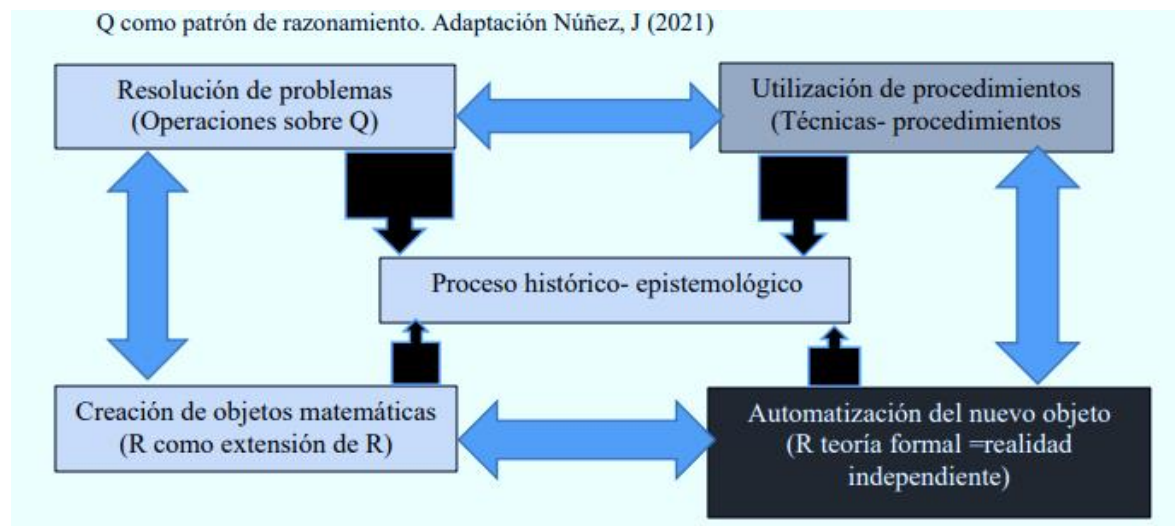 Q como patrón de razonamiento. Adaptación Núñez, J (2021)
Resolución de problemas
(Operaciones sobre Q)
Utilización de procedimientos
(Técnicas- procedimientos
Proceso histórico- epistemológico
Creación de objetos matemáticas
(R como extensión de R)
Automatización del nuevo objeto
(R teoría formal =realidad
independiente)